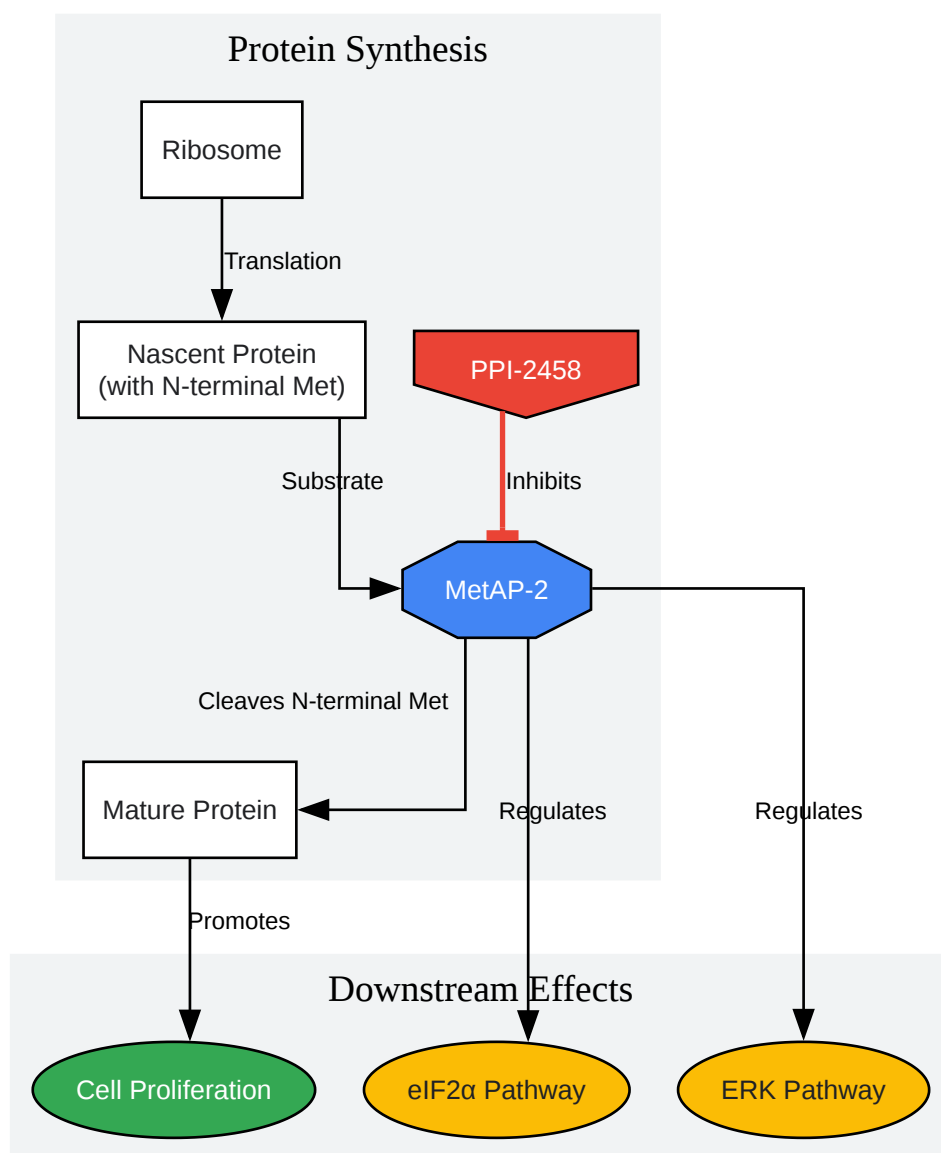 Protein Synthesis
Ribosome
Translation
Nascent Protein
(with N-terminal Met)
PPI-2458
Substrate
Inhibits
MetAP-2
Cleaves N-terminal Met
Mature Protein
Regulates
Regulates
Promotes
Downstream Effects
Cell Proliferation
eIF2α Pathway
ERK Pathway